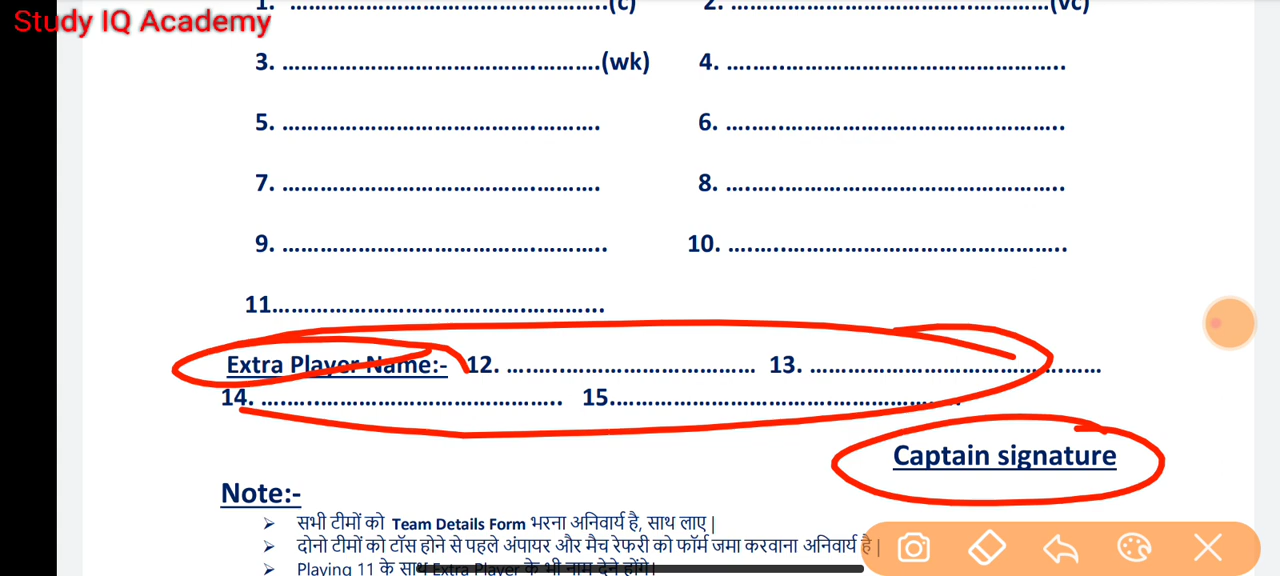 Study IQ Academy
1. ......................................................(c) 2. ......................................................(vc)
3. ......................................................(wk) 4. ......................................................
5. ...................................................... 6. ......................................................
7. ...................................................... 8. ......................................................
9. ...................................................... 10. ......................................................
11.......................................................
Extra Player Name:- 12. .......................................... 13. ..........................................
14. .......................................... 15...........................................
Captain signature
Note:-
➢ सभी टीमों को Team Details Form भरना अनिवार्य है, साथ लाए |
➢ दोनो टीमों को टॉस होने से पहले अंपायर और मैच रेफरी को फॉर्म जमा करवाना अनिवार्य है |
➢ Playing 11 के साथ Extra Player के भी नाम देने होंगे।